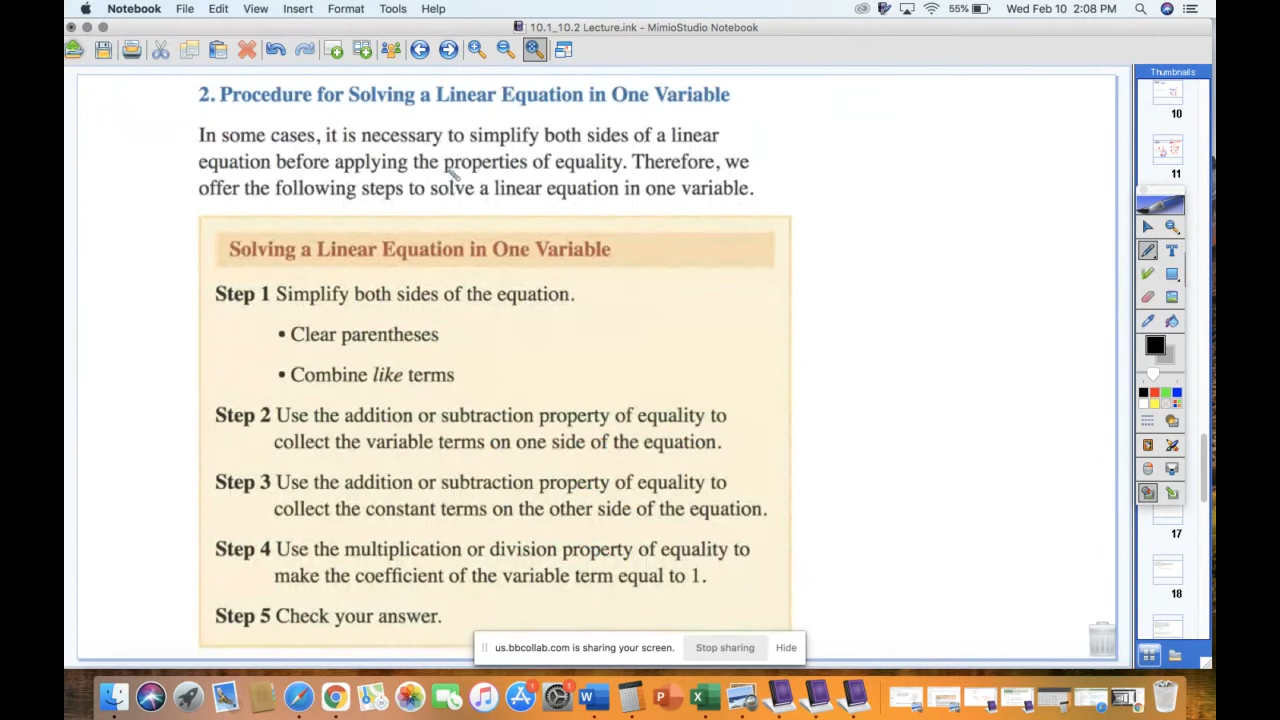 Notebook File Edit View Insert Format Tools Help 55% Wed Feb 10 2:08 PM
10.1_10.2 Lecture.ink - MimioStudio Notebook
Thumbnails
2. Procedure for Solving a Linear Equation in One Variable
In some cases, it is necessary to simplify both sides of a linear
equation before applying the properties of equality. Therefore, we
offer the following steps to solve a linear equation in one variable.
Solving a Linear Equation in One Variable
Step 1 Simplify both sides of the equation.
• Clear parentheses
• Combine like terms
Step 2 Use the addition or subtraction property of equality to
collect the variable terms on one side of the equation.
Step 3 Use the addition or subtraction property of equality to
collect the constant terms on the other side of the equation.
Step 4 Use the multiplication or division property of equality to
make the coefficient of the variable term equal to 1.
Step 5 Check your answer.
10
11
17
18
us.bbcollab.com is sharing your screen. Stop sharing Hide